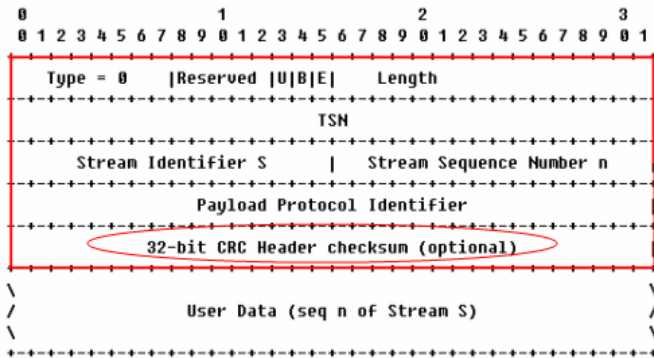 0 1 2 3
0 1 2 3 4 5 6 7 8 9 0 1 2 3 4 5 6 7 8 9 0 1 2 3 4 5 6 7 8 9 0 1
Type = 0 |Reserved |U|B|E| Length
TSN
Stream Identifier S | Stream Sequence Number n
Payload Protocol Identifier
32-bit CRC Header checksum (optional)
User Data (seq n of Stream S)